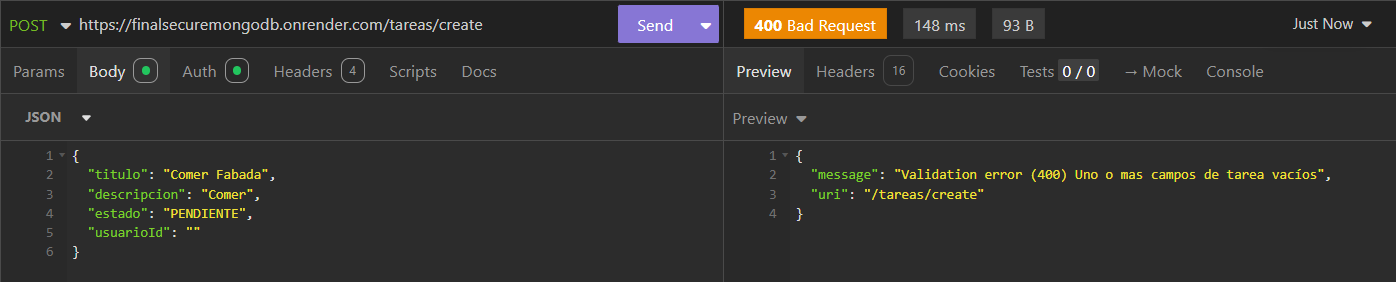 POST https://finalsecuremongodb.onrender.com/tareas/create Send 400 Bad Request 148 ms 93 B Just Now
Params Body Auth Headers 4 Scripts Docs Preview Headers 16 Cookies Tests 0 / 0 → Mock Console
JSON
Preview
1 {
2 "titulo": "Comer Fabada",
3 "descripcion": "Comer",
4 "estado": "PENDIENTE",
5 "usuarioId": ""
6 }
1 {
2 "message": "Validation error (400) Uno o mas campos de tarea vacíos",
3 "uri": "/tareas/create"
4 }